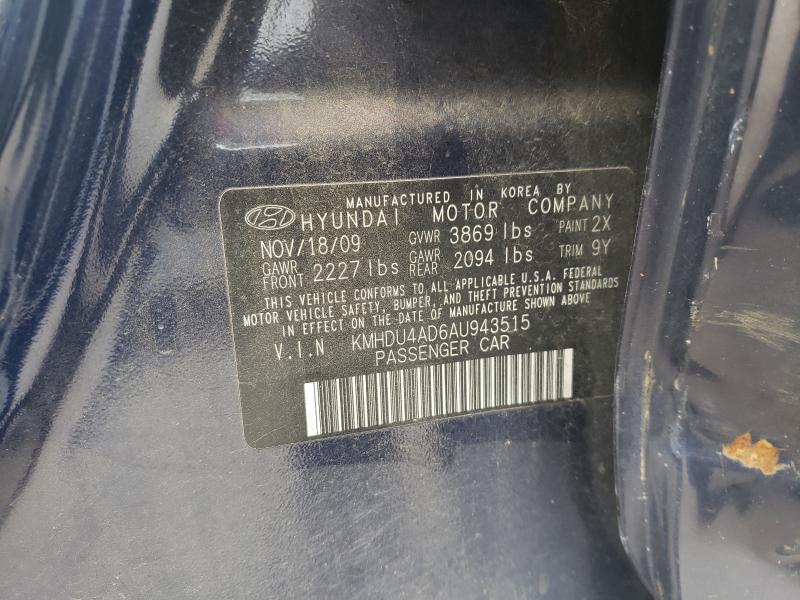 MANUFACTURED IN KOREA BY
HYUNDAI MOTOR COMPANY
NOV/18/09 GVWR 3869 lbs PAINT 2X
GAWR FRONT 2227 lbs GAWR REAR 2094 lbs TRIM 9Y
THIS VEHICLE CONFORMS TO ALL APPLICABLE U.S.A. FEDERAL
MOTOR VEHICLE SAFETY, BUMPER, AND THEFT PREVENTION STANDARDS
IN EFFECT ON THE DATE OF MANUFACTURE SHOWN ABOVE
V.I.N KMHDU4AD6AU943515
PASSENGER CAR